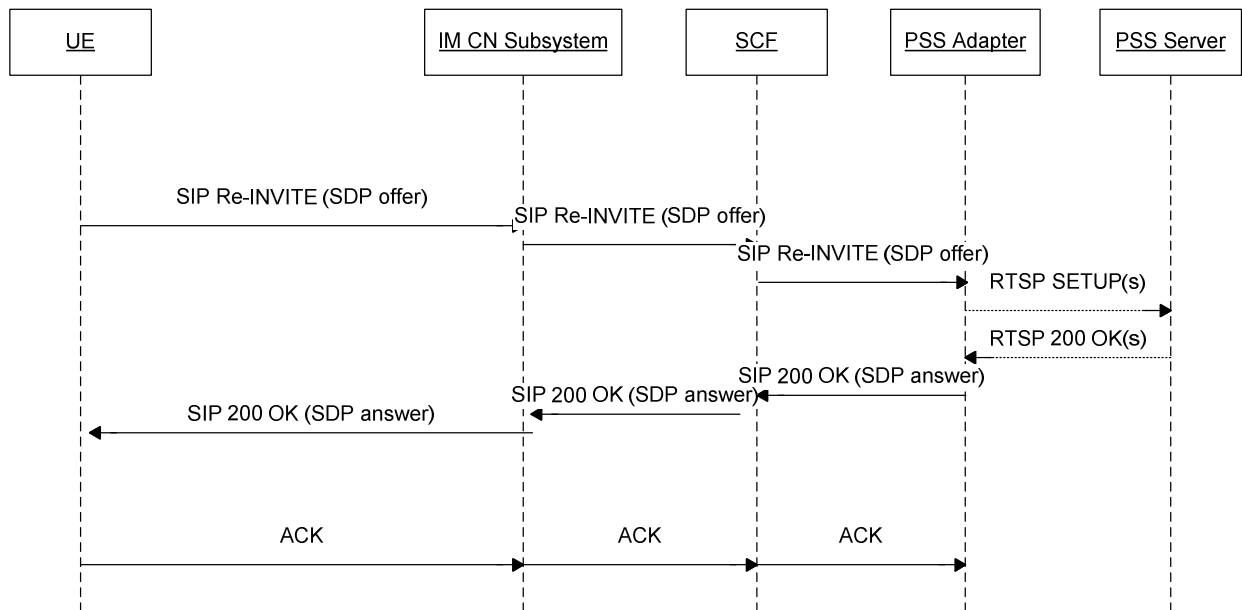 UE
IM CN Subsystem
SCF
PSS Adapter
PSS Server
SIP Re-INVITE (SDP offer)
SIP Re-INVITE (SDP offer)
SIP Re-INVITE (SDP offer)
RTSP SETUP(s)
RTSP 200 OK(s)
SIP 200 OK (SDP answer)
SIP 200 OK (SDP answer)
SIP 200 OK (SDP answer)
ACK
ACK
ACK